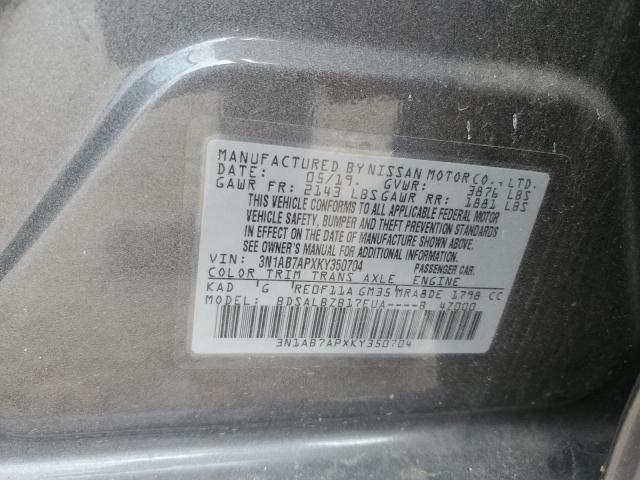 MANUFACTURED BY NISSAN MOTOR CO., LTD.
DATE: 05/19. GVWR: 3876 LBS
GAWR FR: 2143 LBS GAWR RR: 1881 LBS
THIS VEHICLE CONFORMS TO ALL APPLICABLE FEDERAL MOTOR
VEHICLE SAFETY, BUMPER AND THEFT PREVENTION STANDARDS
IN EFFECT ON THE DATE OF MANUFACTURE SHOWN ABOVE.
SEE OWNER'S MANUAL FOR ADDITIONAL INFORMATION.
VIN: 3N1AB7APXKY350704 PASSENGER CAR.
COLOR TRIM TRANS AXLE ENGINE
KAD G RE0F11A GM35 MRA8DE 1798 CC
MODEL: BDSALBZB17EUA----B 47000
3N1AB7APXKY350704